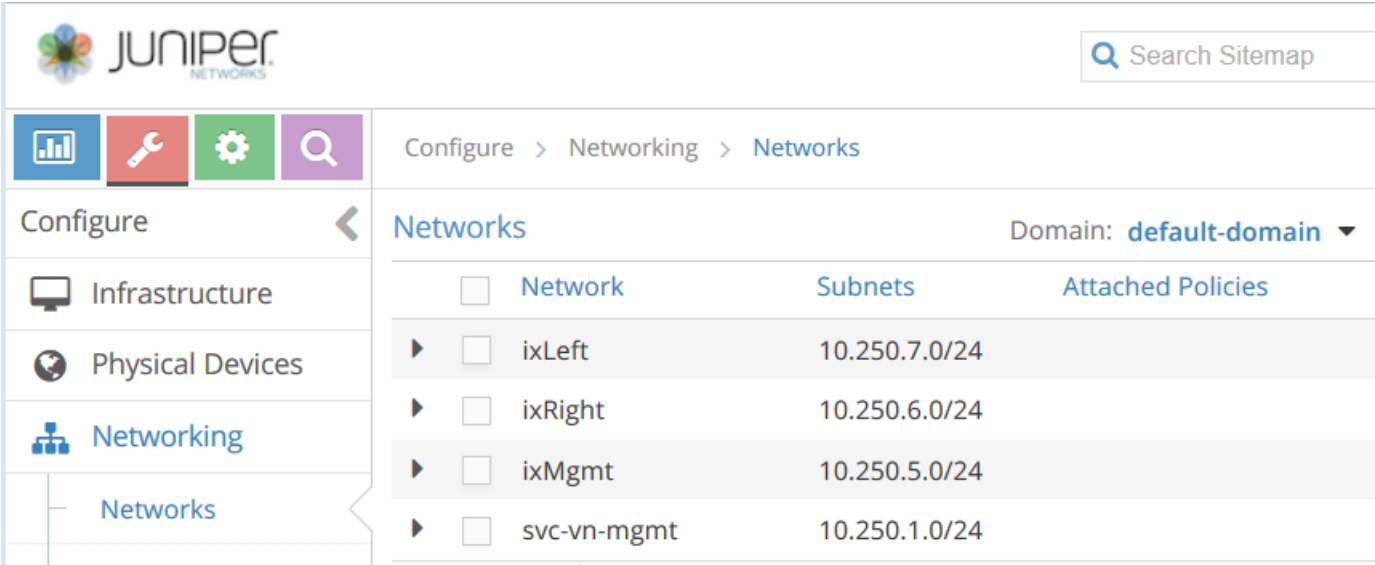 JUNIPER
NETWORKS
Search Sitemap
Configure > Networking > Networks
Configure
Networks
Domain: default-domain
Network Subnets Attached Policies
Infrastructure
ixLeft 10.250.7.0/24
Physical Devices
ixRight 10.250.6.0/24
Networking
ixMgmt 10.250.5.0/24
Networks
svc-vn-mgmt 10.250.1.0/24